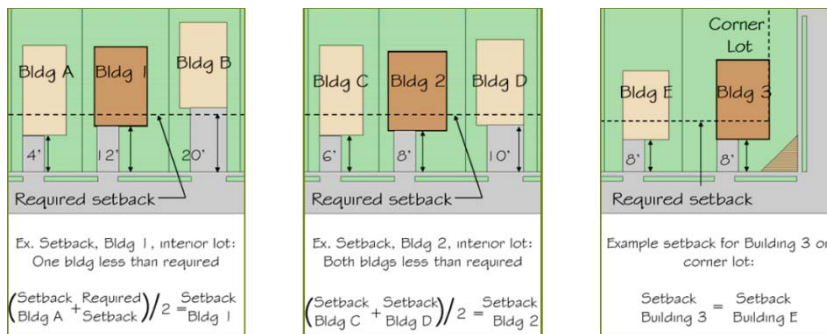 Bldg A
Bldg 1
Bldg B
4'
12'
20'
Required setback
Ex. Setback, Bldg 1, interior lot:
One bldg less than required
(Setback Bldg A + Required Setback)/2 = Setback Bldg 1
Bldg C
Bldg 2
Bldg D
6'
8'
10'
Required setback
Ex. Setback, Bldg 2, interior lot:
Both bldgs less than required
(Setback Bldg C + Setback Bldg D)/2 = Setback Bldg 2
Corner
Lot
Bldg E
Bldg 3
8'
8'
Required setback
Example setback for Building 3 on
corner lot:
Setback Building 3 = Setback Building E